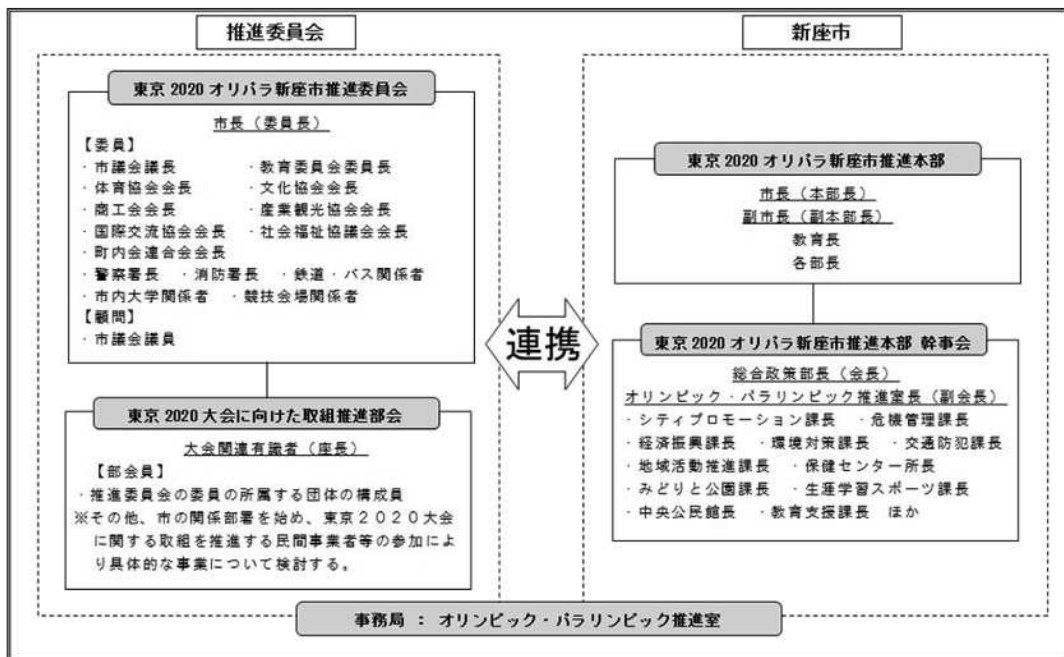 推進委員会
東京2020オリパラ新座市推進委員会
市長（委員長）
【委員】
・市議会議長 ・教育委員会委員長
・体育協会会長 ・文化協会会長
・商工会会長 ・産業観光協会会長
・国際交流協会会長 ・社会福祉協議会会長
・町内会連合会会長
・警察署長 ・消防署長 ・鉄道・バス関係者
・市内大学関係者 ・競技会場関係者
【顧問】
・市議会議員
東京2020大会に向けた取組推進部会
大会関連有識者（座長）
【部会員】
・推進委員会の委員の所属する団体の構成員
※その他、市の関係部署を始め、東京２０２０大会
に関する取組を推進する民間事業者等の参加によ
り具体的な事業について検討する。
連携
新座市
東京2020オリパラ新座市推進本部
市長（本部長）
副市長（副本部長）
教育長
各部長
東京2020オリパラ新座市推進本部 幹事会
総合政策部長（会長）
オリンピック・パラリンピック推進室長（副会長）
・シティプロモーション課長 ・危機管理課長
・経済振興課長 ・環境対策課長 ・交通防犯課長
・地域活動推進課長 ・保健センター所長
・みどりと公園課長 ・生涯学習スポーツ課長
・中央公民館長 ・教育支援課長 ほか
事務局 ： オリンピック・パラリンピック推進室